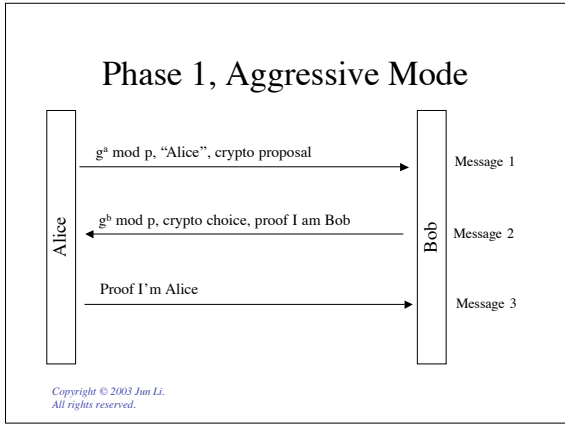 Phase 1, Aggressive Mode
gᵃ mod p, “Alice”, crypto proposal
Message 1
gᵇ mod p, crypto choice, proof I am Bob
Message 2
Alice
Bob
Proof I’m Alice
Message 3
Copyright © 2003 Jun Li.
All rights reserved.